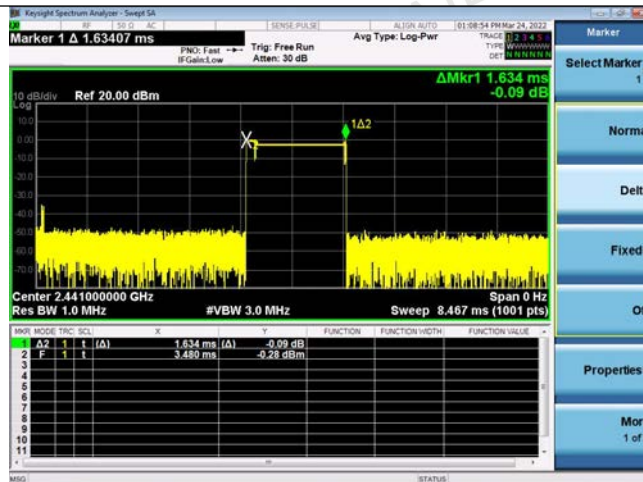 Keysight Spectrum Analyzer - Swept SA
RF 50 Ω AC SENSE:PULSE ALIGN AUTO 01:08:54 PM Mar 24, 2022
Marker 1 Δ 1.63407 ms
PNO: Fast Trig: Free Run Avg Type: Log-Pwr TRACE 1 2 3 4 5 6
IFGain:Low Atten: 30 dB TYPE WWWWWW
DET N N N N N N
ΔMkr1 1.634 ms
-0.09 dB
10 dB/div Ref 20.00 dBm
Log
10.0
0.00
-10.0
-20.0
-30.0
-40.0
-50.0
-60.0
-70.0
1Δ2
Center 2.441000000 GHz Span 0 Hz
Res BW 1.0 MHz #VBW 3.0 MHz Sweep 8.467 ms (1001 pts)
MKR MODE TRC SCL X Y FUNCTION FUNCTION WIDTH FUNCTION VALUE
1 Δ2 1 t (Δ) 1.634 ms (Δ) -0.09 dB
2 F 1 t 3.480 ms -0.28 dBm
3
4
5
6
7
8
9
10
11
MSG STATUS
Marker
Select Marker
1
Norma
Delt
Fixed
O
Properties
Mor
1 of